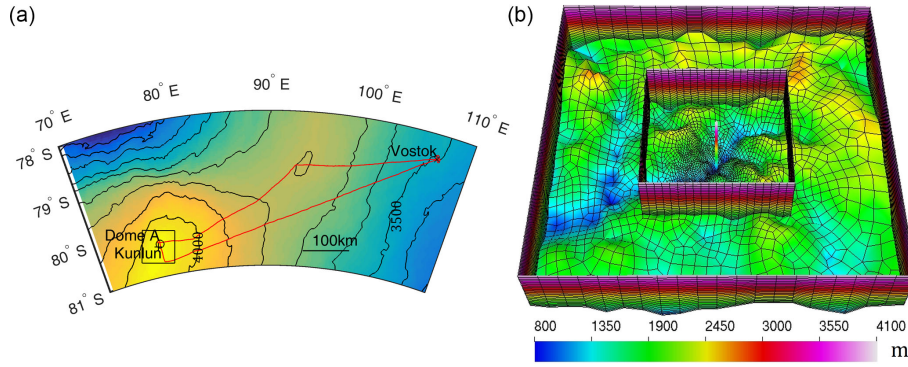 (a)
(b)
70° E
80° E
90° E
100° E
110° E
78° S
79° S
80° S
81° S
Vostok
Dome A
Kunlun
4000
3500
100km
800 1350 1900 2450 3000 3550 4100
m